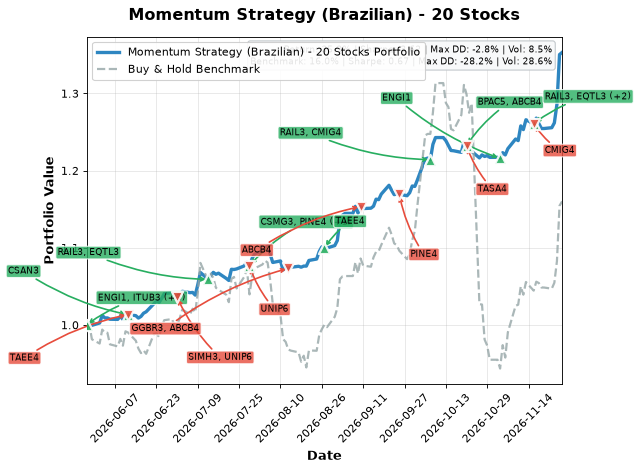 Momentum Strategy (Brazilian) - 20 Stocks
Momentum Strategy (Brazilian) - 20 Stocks Portfolio
Buy & Hold Benchmark
Max DD: -2.8% | Vol: 8.5%
Benchmark: 16.0% | Sharpe: 0.67 | Max DD: -28.2% | Vol: 28.6%
Portfolio Value
1.3
1.2
1.1
1.0
ENGI1
BPAC5, ABCB4
RAIL3, EQTL3 (+2)
RAIL3, CMIG4
CMIG4
TASA4
CSMG3, PINE4
TAEE4
ABCB4
RAIL3, EQTL3
PINE4
CSAN3
ENGI1, ITUB3
UNIP6
GGBR3, ABCB4
TAEE4
SIMH3, UNIP6
2026-06-07
2026-06-23
2026-07-09
2026-07-25
2026-08-10
2026-08-26
2026-09-11
2026-09-27
2026-10-13
2026-10-29
2026-11-14
Date